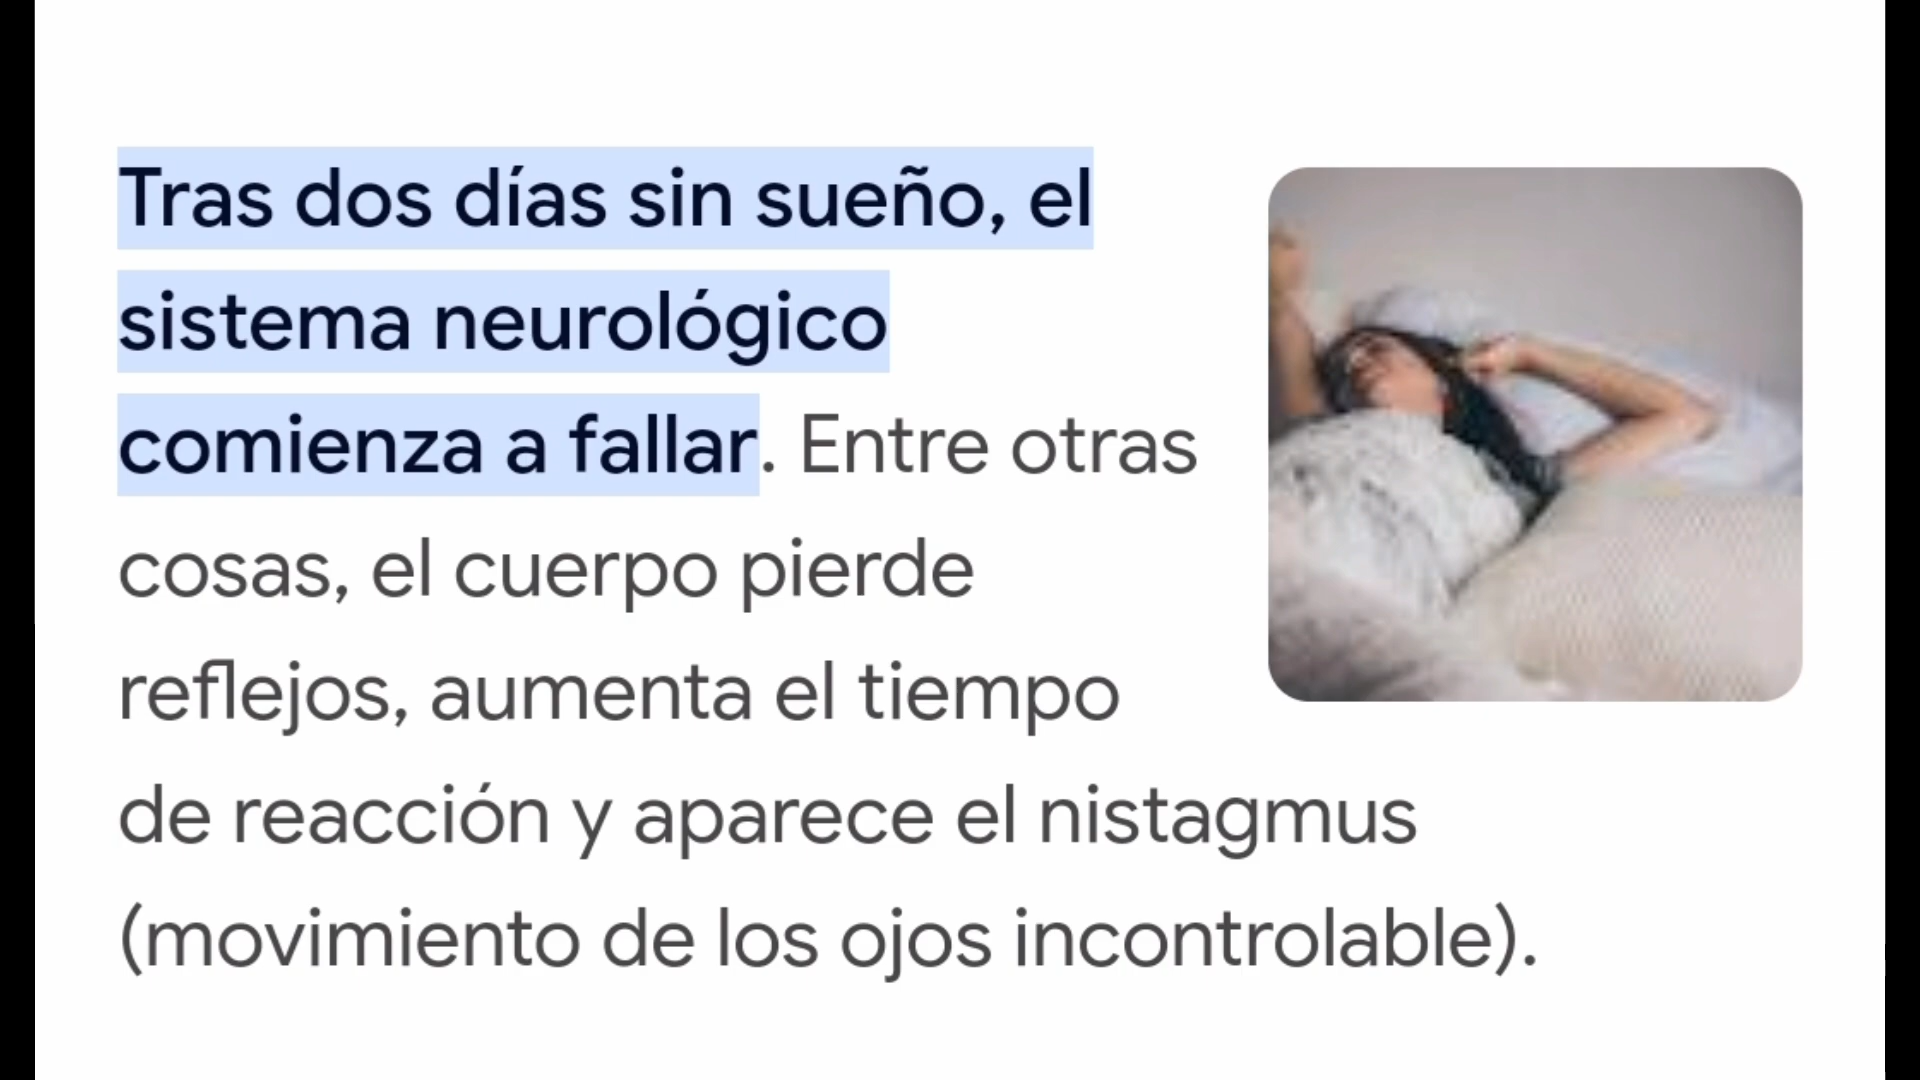 Tras dos días sin sueño, el
sistema neurológico
comienza a fallar. Entre otras
cosas, el cuerpo pierde
reflejos, aumenta el tiempo
de reacción y aparece el nistagmus
(movimiento de los ojos incontrolable).